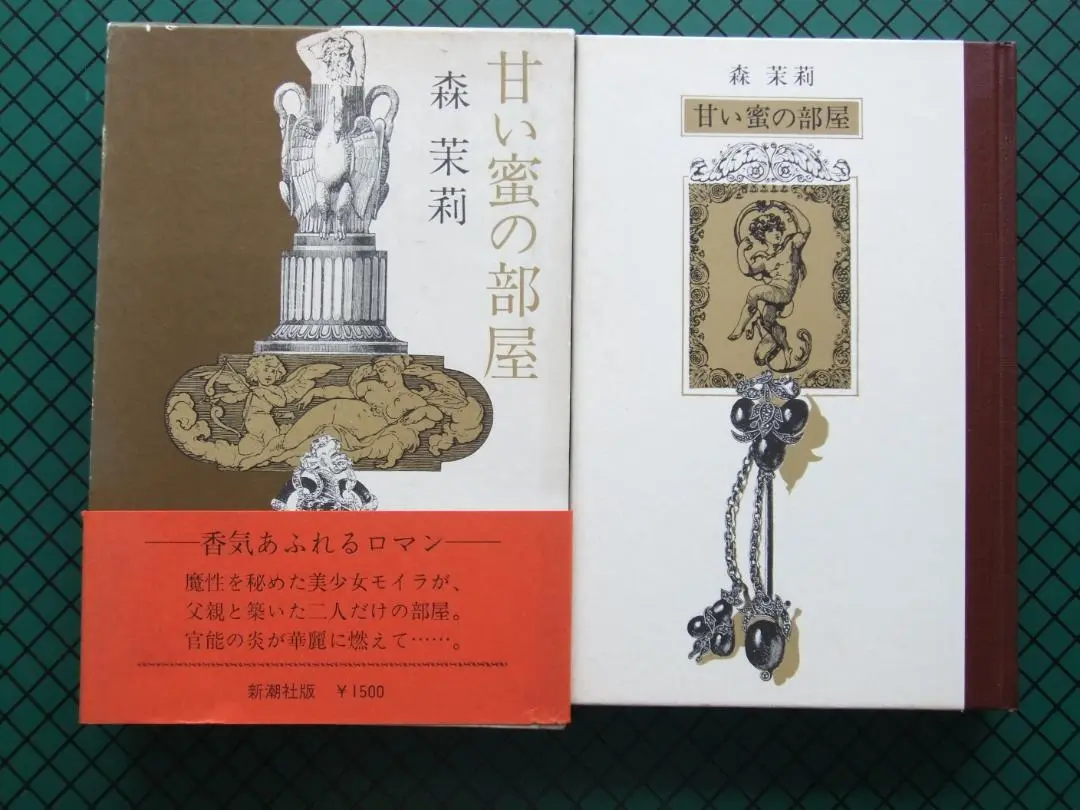 甘い蜜の部屋
森 茉莉
——香気あふれるロマン——
魔性を秘めた美少女モイラが、
父親と築いた二人だけの部屋。
官能の炎が華麗に燃えて……。
新潮社版 ￥1500
森 茉莉
甘い蜜の部屋